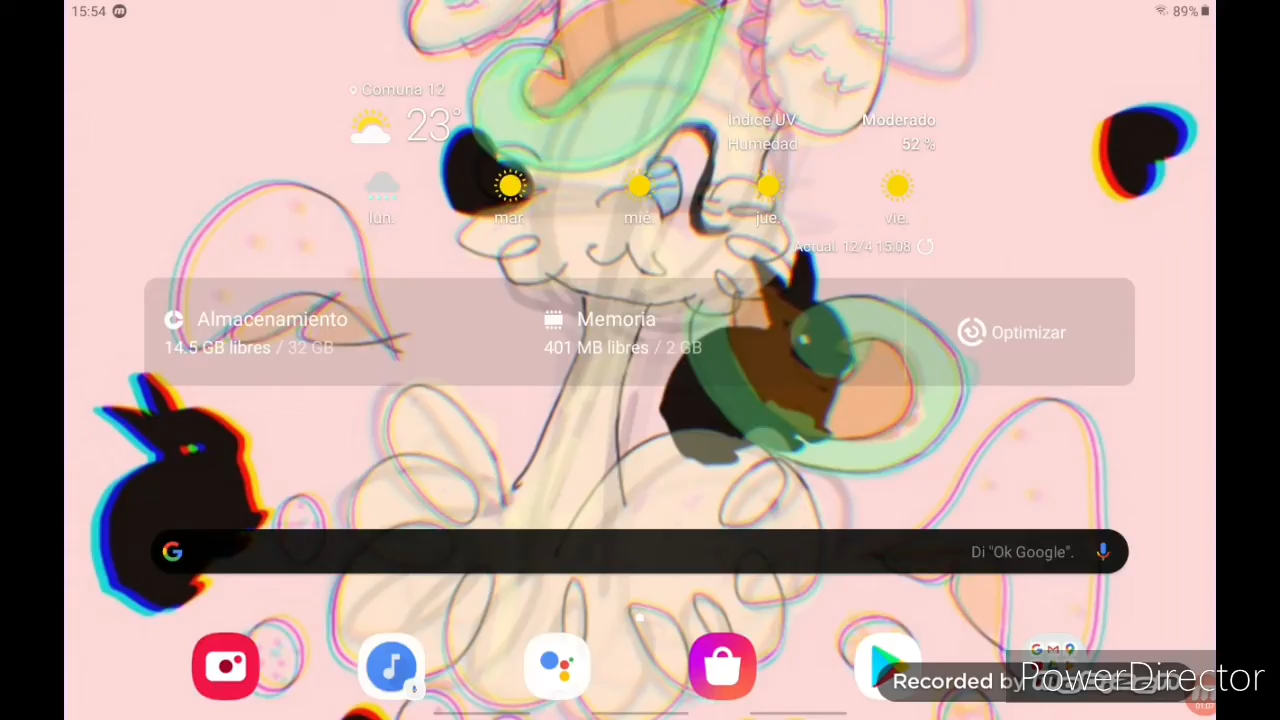 15:54
89%
Comuna 12
23°
Índice UV Moderado
Humedad 52 %
lun. mar. mié. jue. vie.
Actual. 12/4 15:08
Almacenamiento
14.5 GB libres / 32 GB
Memoria
401 MB libres / 2 GB
Optimizar
Di "Ok Google".
Recorded by
PowerDirector
01:07